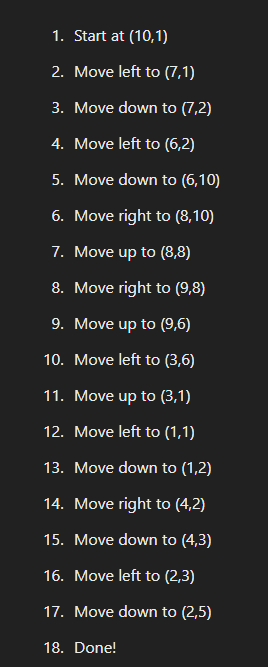 1. Start at (10,1)
2. Move left to (7,1)
3. Move down to (7,2)
4. Move left to (6,2)
5. Move down to (6,10)
6. Move right to (8,10)
7. Move up to (8,8)
8. Move right to (9,8)
9. Move up to (9,6)
10. Move left to (3,6)
11. Move up to (3,1)
12. Move left to (1,1)
13. Move down to (1,2)
14. Move right to (4,2)
15. Move down to (4,3)
16. Move left to (2,3)
17. Move down to (2,5)
18. Done!